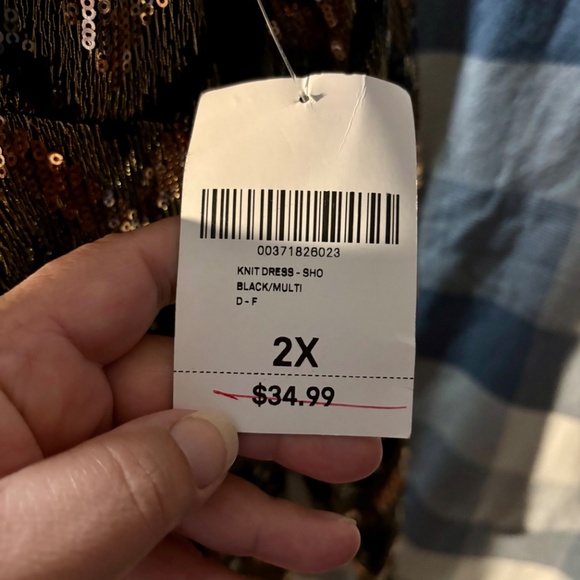 00371826023
KNIT DRESS - SHO
BLACK/MULTI
D - F
2X
$34.99